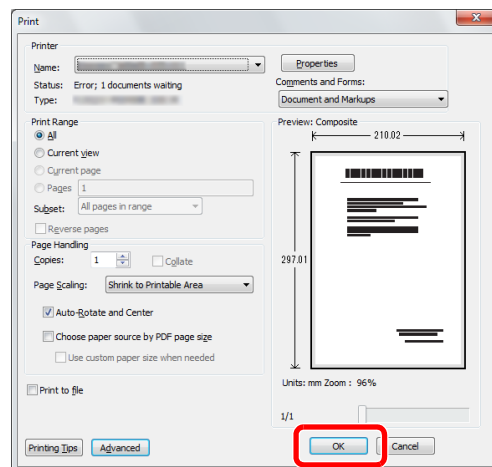 Print
Printer
Name:
Properties
Status: Error; 1 documents waiting
Comments and Forms:
Type:
Document and Markups
Print Range
All
Current view
Current page
Pages 1
Subset: All pages in range
Reverse pages
Page Handling
Copies: 1 Collate
Page Scaling: Shrink to Printable Area
Auto-Rotate and Center
Choose paper source by PDF page size
Use custom paper size when needed
Print to file
Preview: Composite
210.02
297.01
Units: mm Zoom : 96%
1/1
Printing Tips Advanced OK Cancel